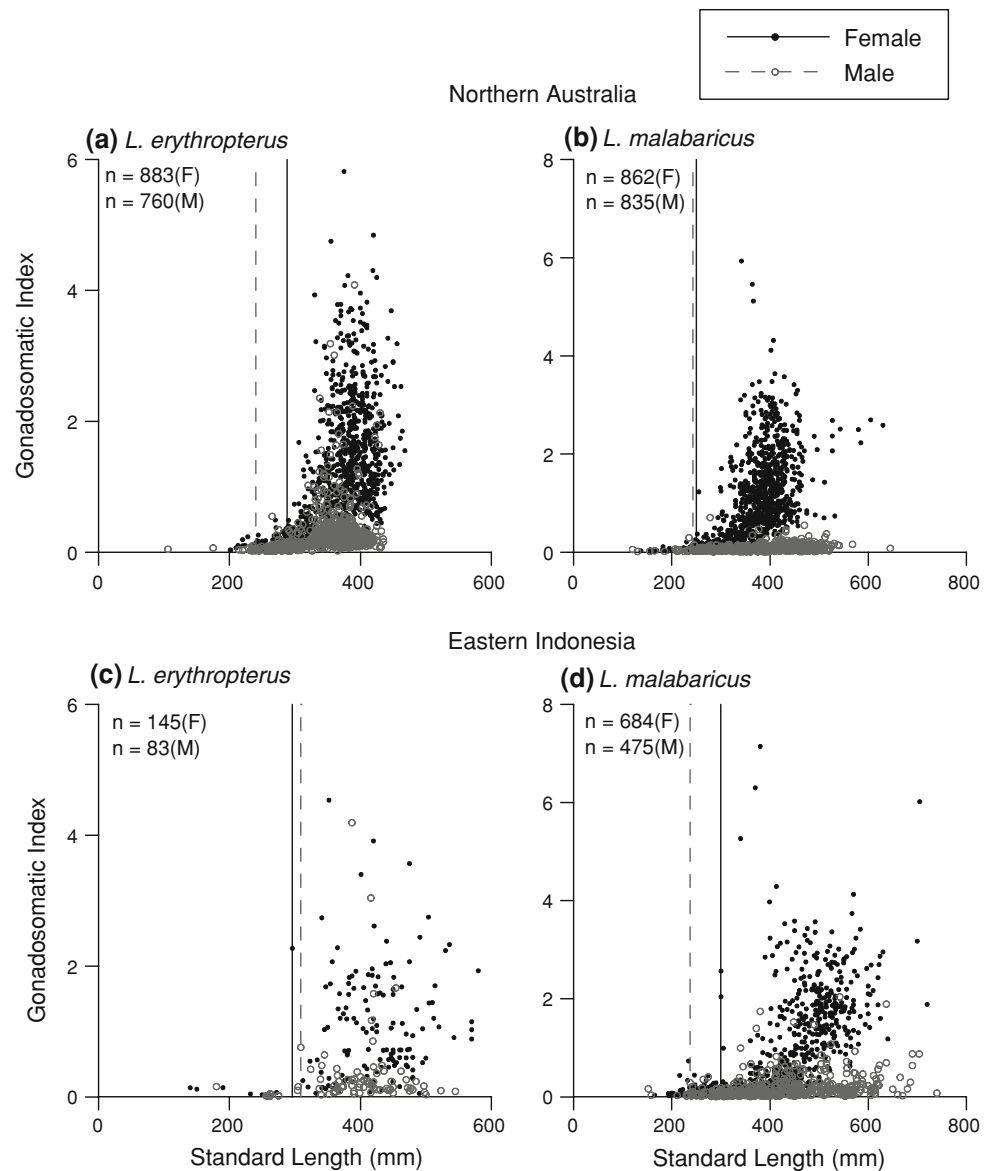 Female
Male
Northern Australia
(a) L. erythropterus
(b) L. malabaricus
n = 883(F)
n = 760(M)
n = 862(F)
n = 835(M)
Gonadosomatic Index
6
4
2
0
0
200
400
600
8
6
4
2
0
0
200
400
600
800
Eastern Indonesia
(c) L. erythropterus
(d) L. malabaricus
n = 145(F)
n = 83(M)
n = 684(F)
n = 475(M)
Gonadosomatic Index
6
4
2
0
0
200
400
600
8
6
4
2
0
0
200
400
600
800
Standard Length (mm)
Standard Length (mm)